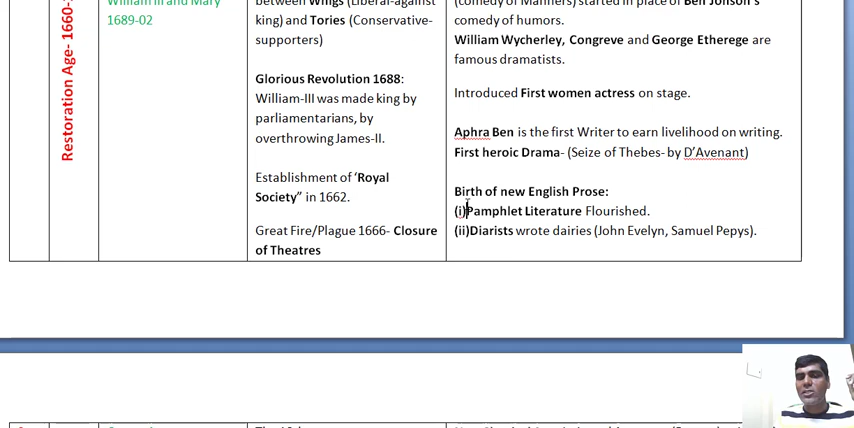 Restoration Age- 1660-
William III and Mary
1689-02
between Wings (Liberal-against
king) and Tories (Conservative-
supporters)
Glorious Revolution 1688:
William-III was made king by
parliamentarians, by
overthrowing James-II.
Establishment of ‘Royal
Society” in 1662.
Great Fire/Plague 1666- Closure
of Theatres
(comedy of Manners) started in place of Ben Jonson’s
comedy of humors.
William Wycherley, Congreve and George Etherege are
famous dramatists.
Introduced First women actress on stage.
Aphra Ben is the first Writer to earn livelihood on writing.
First heroic Drama- (Seize of Thebes- by D’Avenant)
Birth of new English Prose:
(i)Pamphlet Literature Flourished.
(ii)Diarists wrote dairies (John Evelyn, Samuel Pepys).